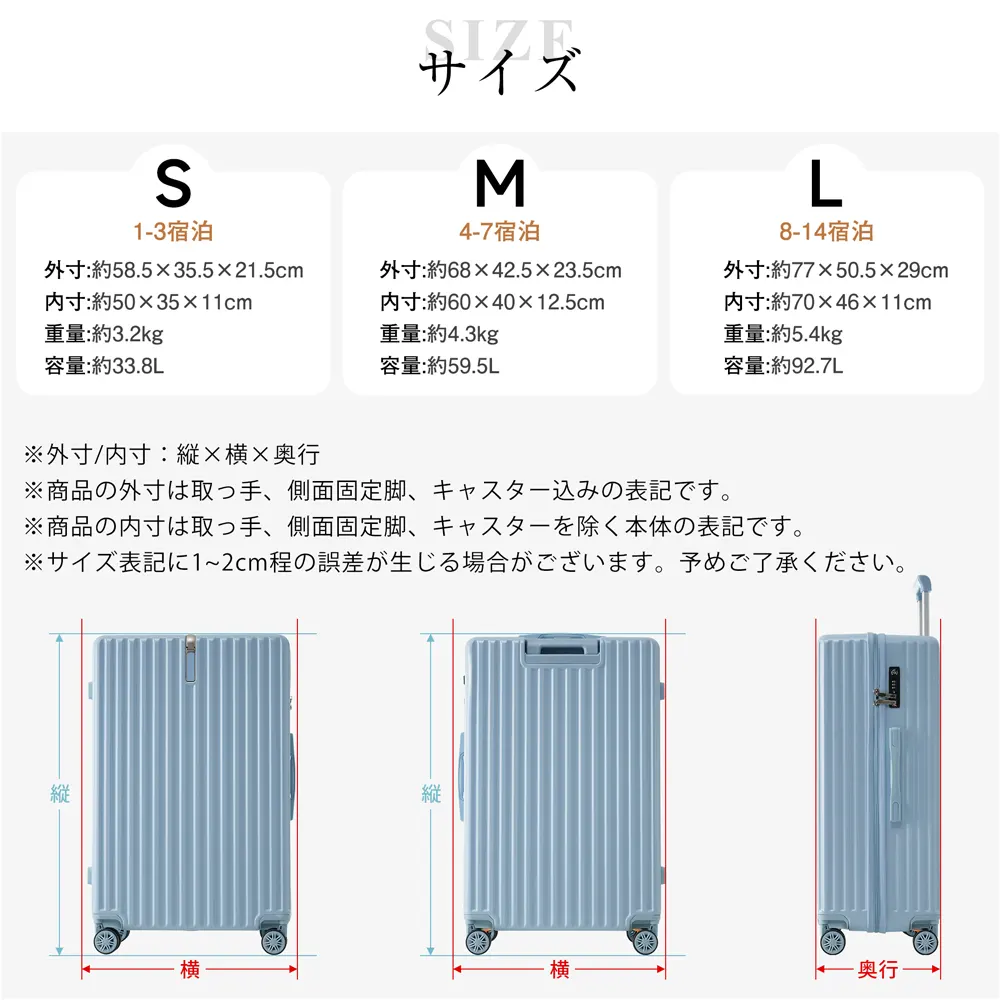 SIZE
サイズ
S
1-3宿泊
外寸:約58.5×35.5×21.5cm
内寸:約50×35×11cm
重量:約3.2kg
容量:約33.8L
M
4-7宿泊
外寸:約68×42.5×23.5cm
内寸:約60×40×12.5cm
重量:約4.3kg
容量:約59.5L
L
8-14宿泊
外寸:約77×50.5×29cm
内寸:約70×46×11cm
重量:約5.4kg
容量:約92.7L
※外寸/内寸：縦×横×奥行
※商品の外寸は取っ手、側面固定脚、キャスター込みの表記です。
※商品の内寸は取っ手、側面固定脚、キャスターを除く本体の表記です。
※サイズ表記に1~2cm程の誤差が生じる場合がございます。予めご了承ください。
縦
横
縦
横
奥行